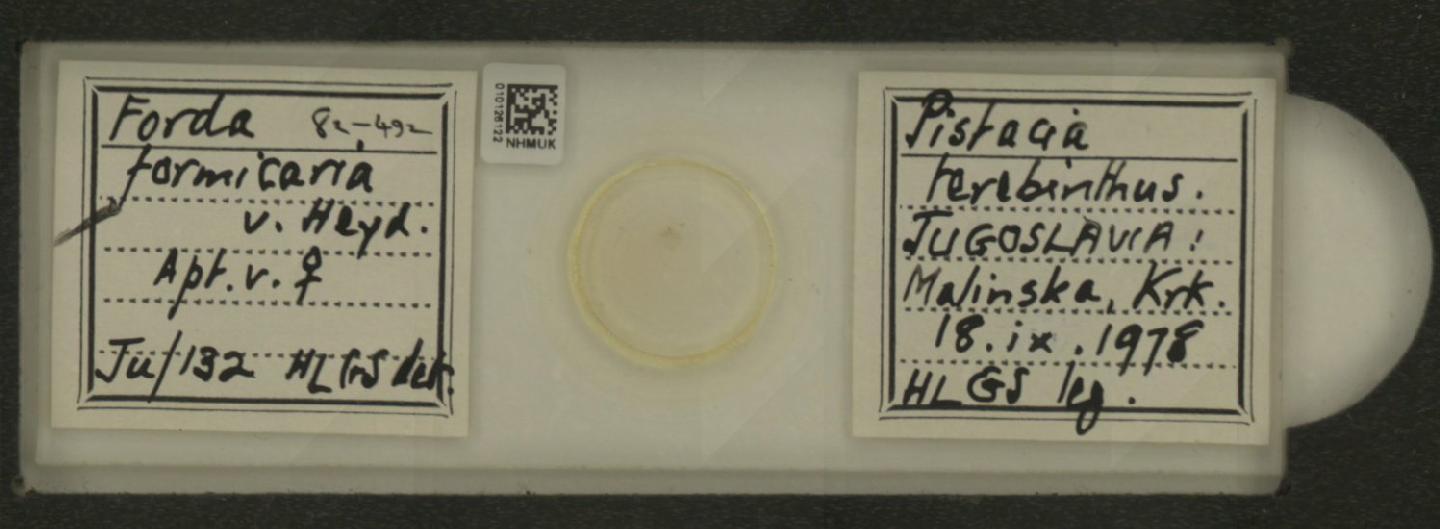 Forda 82-492
formicaria
v. Heyd.
Apt. v. ♀
Ju/132 HLGS det.
010126122
NHMUK
Pistacia
terebinthus.
JUGOSLAVIA:
Malinska, Krk.
18.ix.1978
HLGS leg.